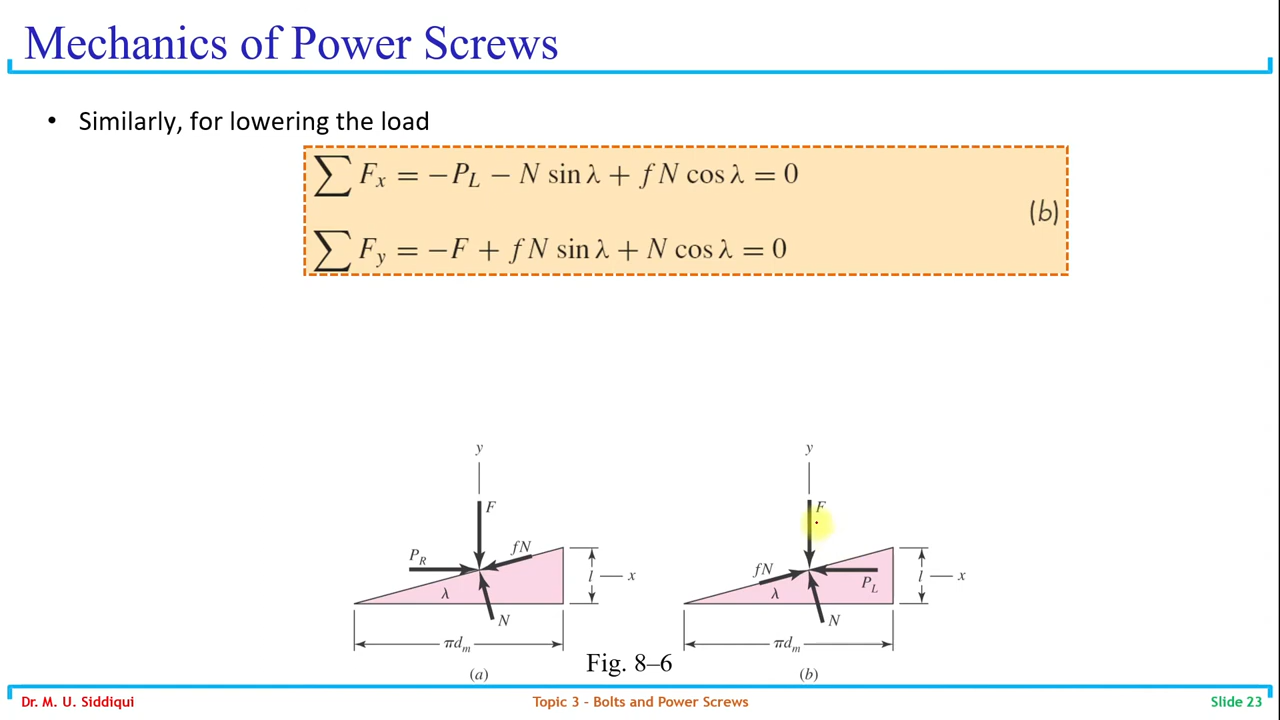 Mechanics of Power Screws
• Similarly, for lowering the load
∑ Fx = −PL − N sin λ + f N cos λ = 0
(b)
∑ Fy = −F + f N sin λ + N cos λ = 0
y
F
PR
fN
λ
N
l
x
πdm
(a)
y
F
fN
PL
λ
N
l
x
πdm
(b)
Fig. 8–6
Dr. M. U. Siddiqui
Topic 3 - Bolts and Power Screws
Slide 23